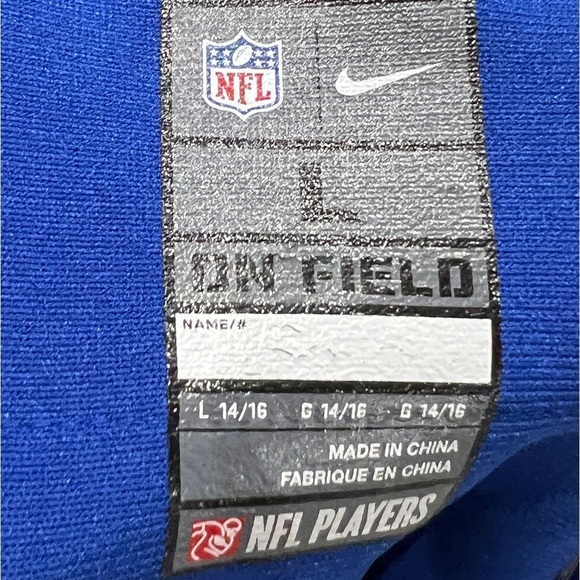 NFL
L
ON FIELD
NAME/#
L 14/16 G 14/16 G 14/16
MADE IN CHINA
FABRIQUE EN CHINA
NFL PLAYERS